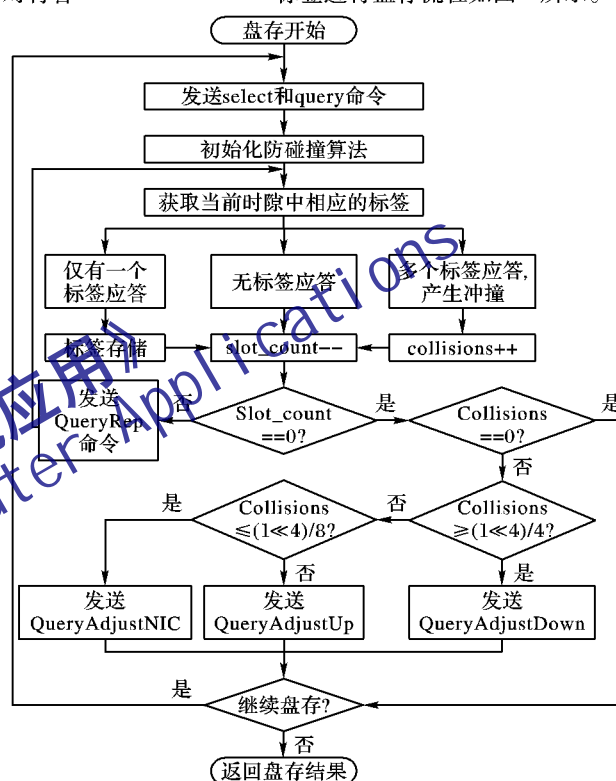 盘存开始
发送select和query命令
初始化防碰撞算法
获取当前时隙中相应的标签
仅有一个
标签应答
无标签应答
多个标签应答,
产生冲撞
标签存储
slot_count--
collisions++
发送
QueryRep
命令
否
Slot_count
==0?
是
Collisions
==0?
是
否
是
Collisions
≤(1≪4)/8?
否
Collisions
≥(1≪4)/4?
否
是
发送
QueryAdjustNIC
发送
QueryAdjustUp
发送
QueryAdjustDown
是
继续盘存?
否
返回盘存结果
应用》
Applications